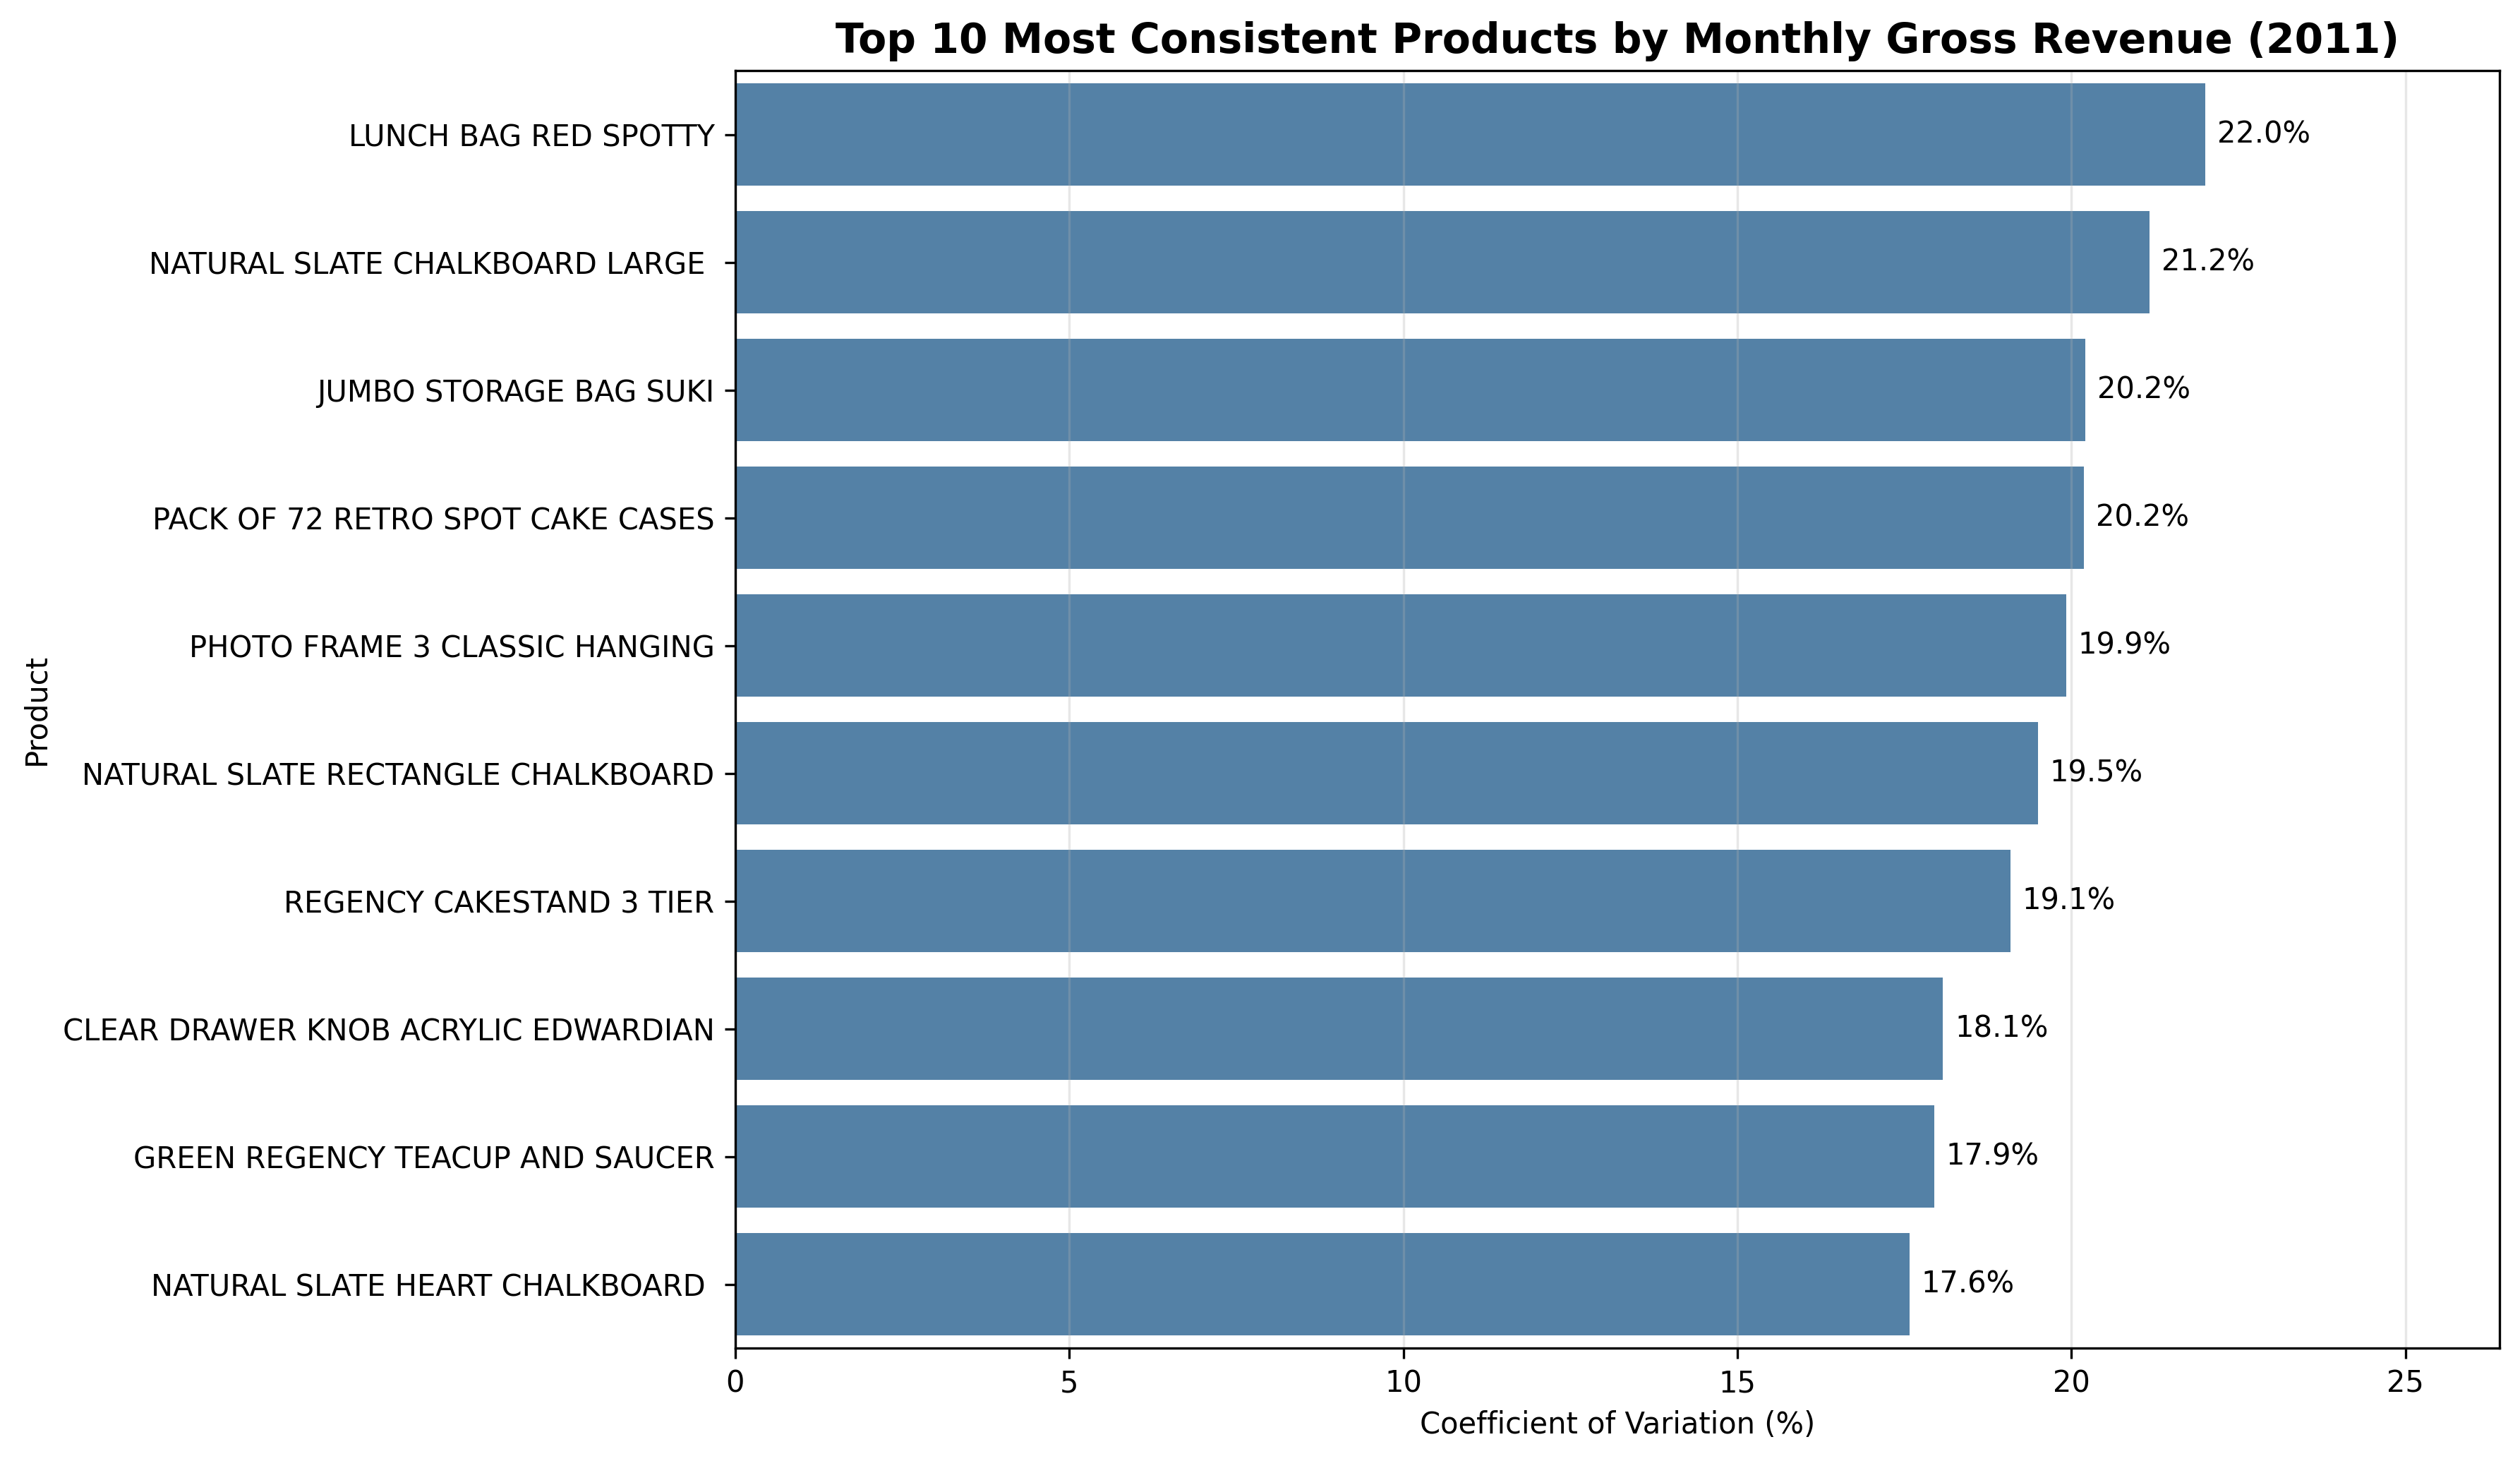 Top 10 Most Consistent Products by Monthly Gross Revenue (2011)
Product
LUNCH BAG RED SPOTTY
22.0%
NATURAL SLATE CHALKBOARD LARGE
21.2%
JUMBO STORAGE BAG SUKI
20.2%
PACK OF 72 RETRO SPOT CAKE CASES
20.2%
PHOTO FRAME 3 CLASSIC HANGING
19.9%
NATURAL SLATE RECTANGLE CHALKBOARD
19.5%
REGENCY CAKESTAND 3 TIER
19.1%
CLEAR DRAWER KNOB ACRYLIC EDWARDIAN
18.1%
GREEN REGENCY TEACUP AND SAUCER
17.9%
NATURAL SLATE HEART CHALKBOARD
17.6%
0 5 10 15 20 25
Coefficient of Variation (%)